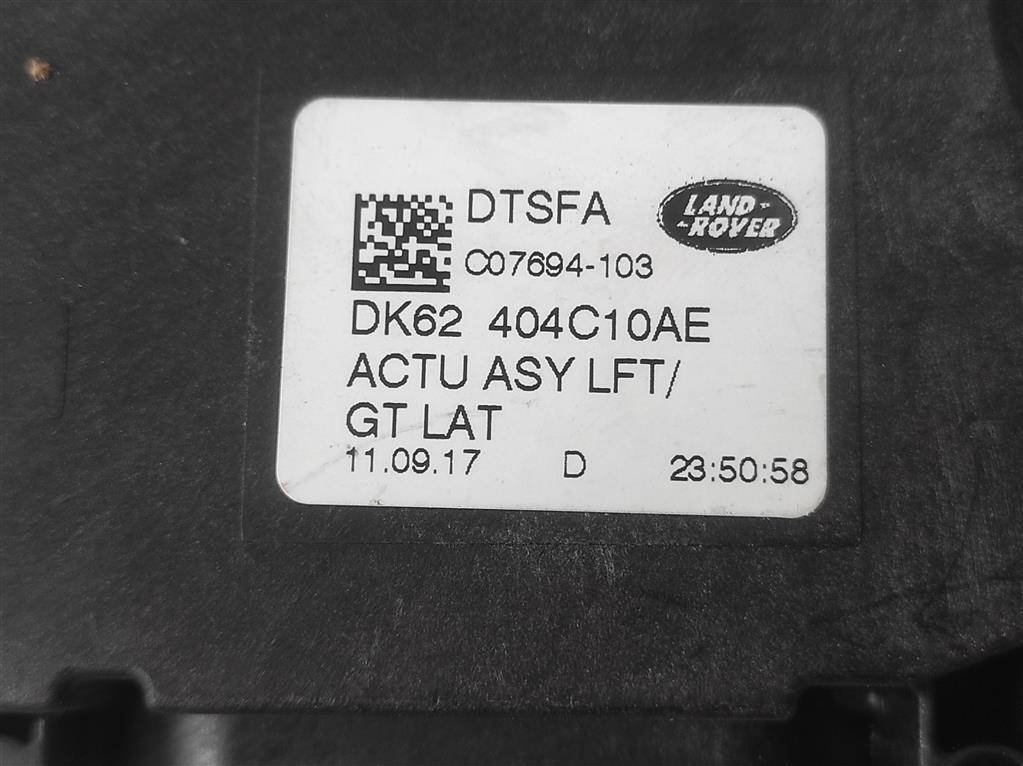 DTSFA
LAND
ROVER
C07694-103
DK62 404C10AE
ACTU ASY LFT/
GT LAT
11.09.17 D 23:50:58